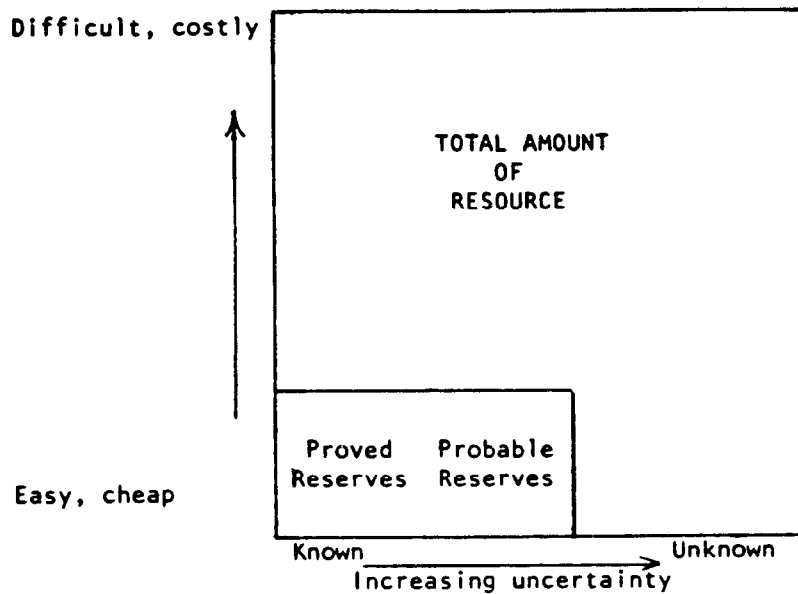 Difficult, costly
TOTAL AMOUNT
OF
RESOURCE
Proved Probable
Reserves Reserves
Easy, cheap
Known Unknown
Increasing uncertainty